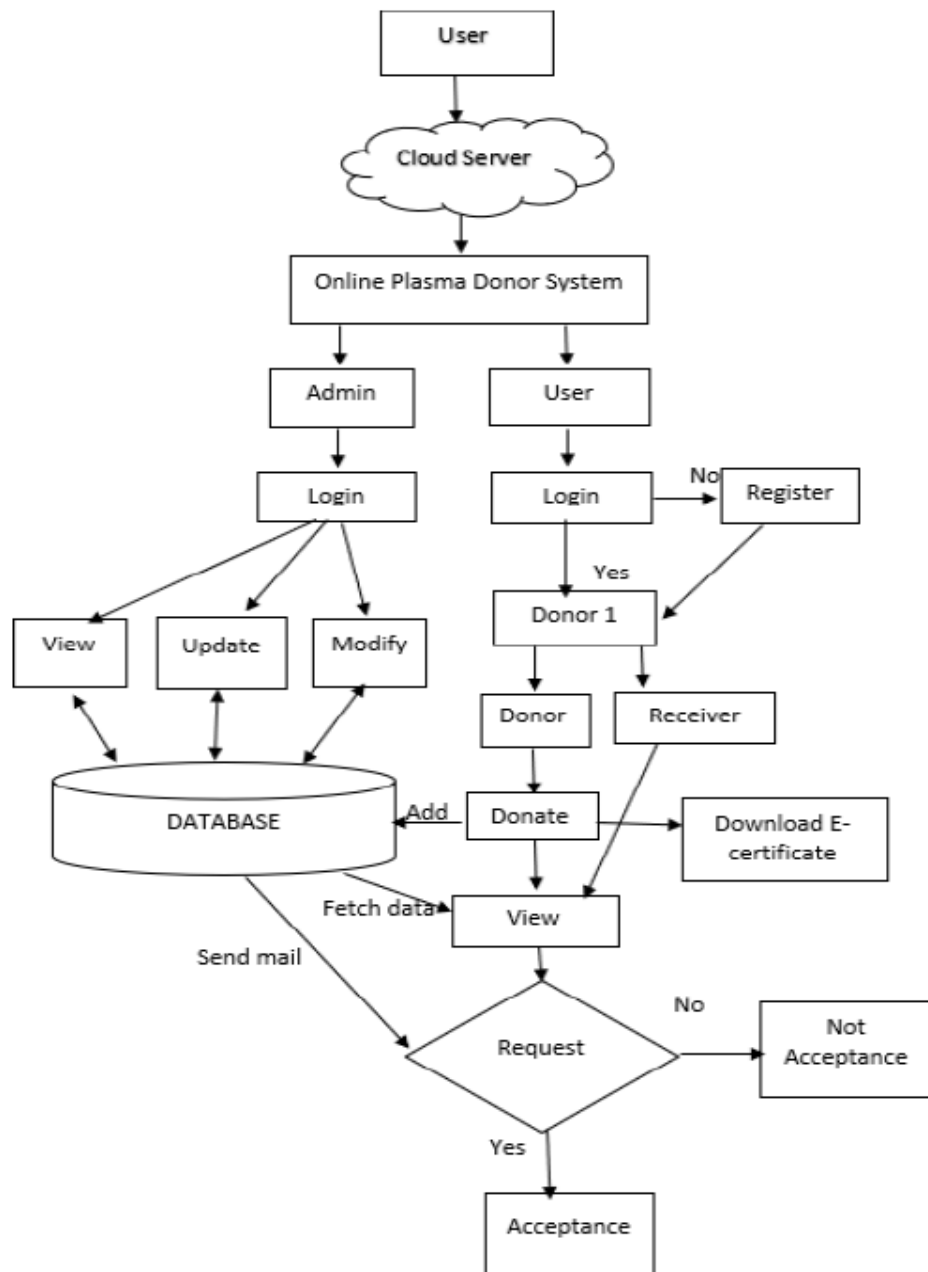 User
Cloud Server
Online Plasma Donor System
Admin
User
Login
Login
No
Register
Yes
Donor 1
View
Update
Modify
Donor
Receiver
DATABASE
Add
Donate
Download E-
certificate
Fetch data
View
Send mail
Request
No
Not
Acceptance
Yes
Acceptance